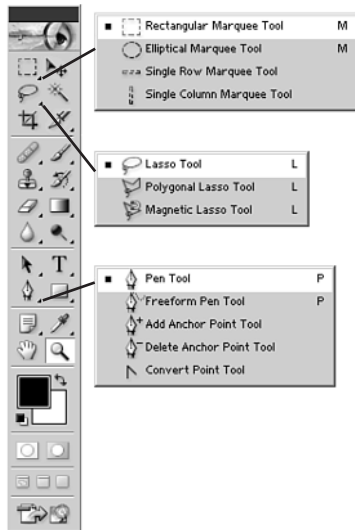 Rectangular Marquee Tool M
Elliptical Marquee Tool M
Single Row Marquee Tool
Single Column Marquee Tool
Lasso Tool L
Polygonal Lasso Tool L
Magnetic Lasso Tool L
T
Pen Tool P
Freeform Pen Tool P
Add Anchor Point Tool
Delete Anchor Point Tool
Convert Point Tool